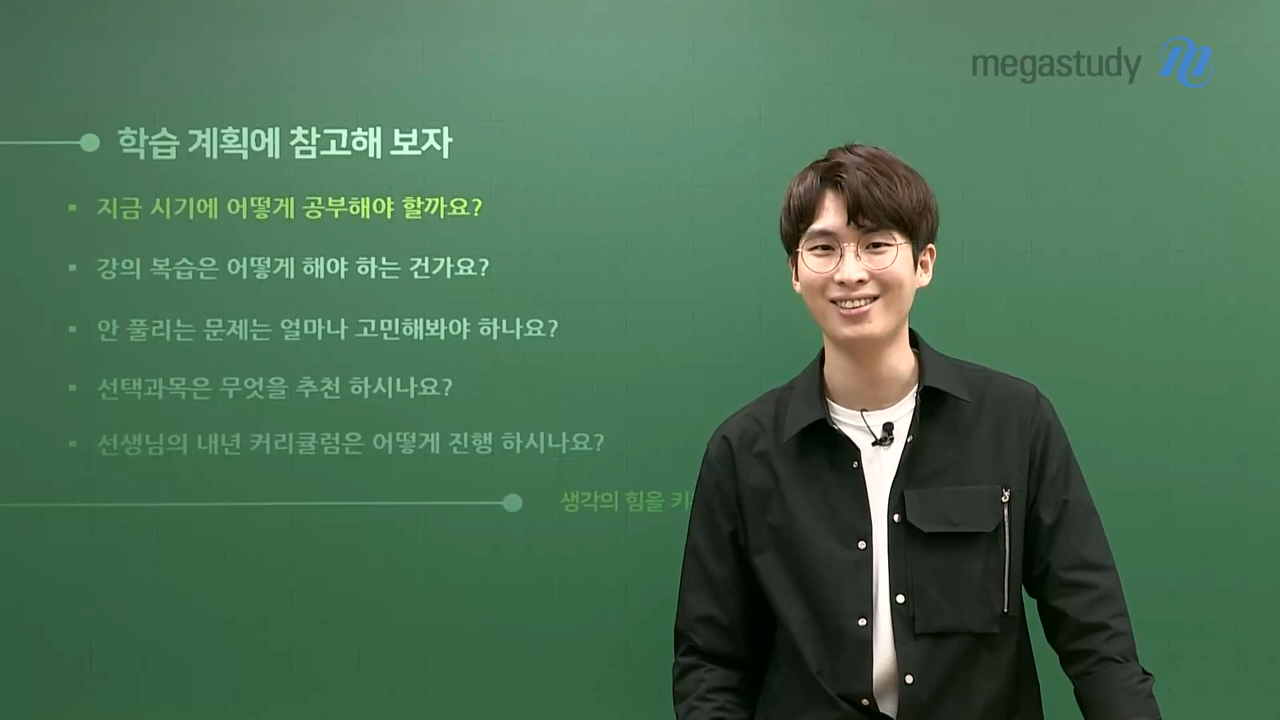 megastudy
학습 계획에 참고해 보자
지금 시기에 어떻게 공부해야 할까요?
강의 복습은 어떻게 해야 하는 건가요?
안 풀리는 문제는 얼마나 고민해봐야 하나요?
선택과목은 무엇을 추천 하시나요?
선생님의 내년 커리큘럼은 어떻게 진행 하시나요?
생각의 힘을